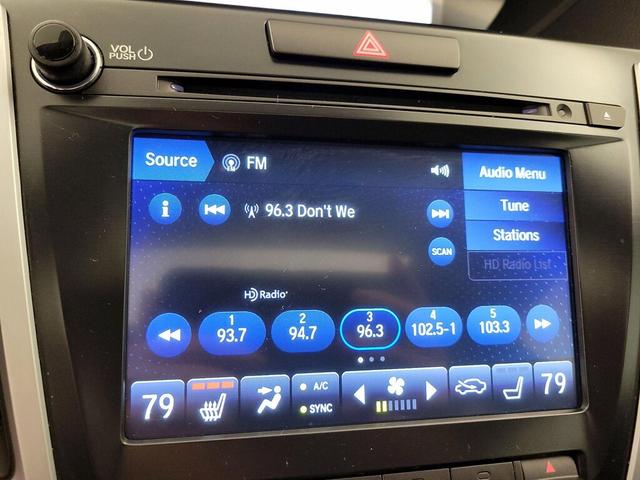 VOL
PUSH
Source
FM
Audio Menu
i
96.3 Don't We
Tune
Stations
SCAN
HD Radio List
HD Radio
1
93.7
2
94.7
3
96.3
4
102.5-1
5
103.3
79
A/C
SYNC
79